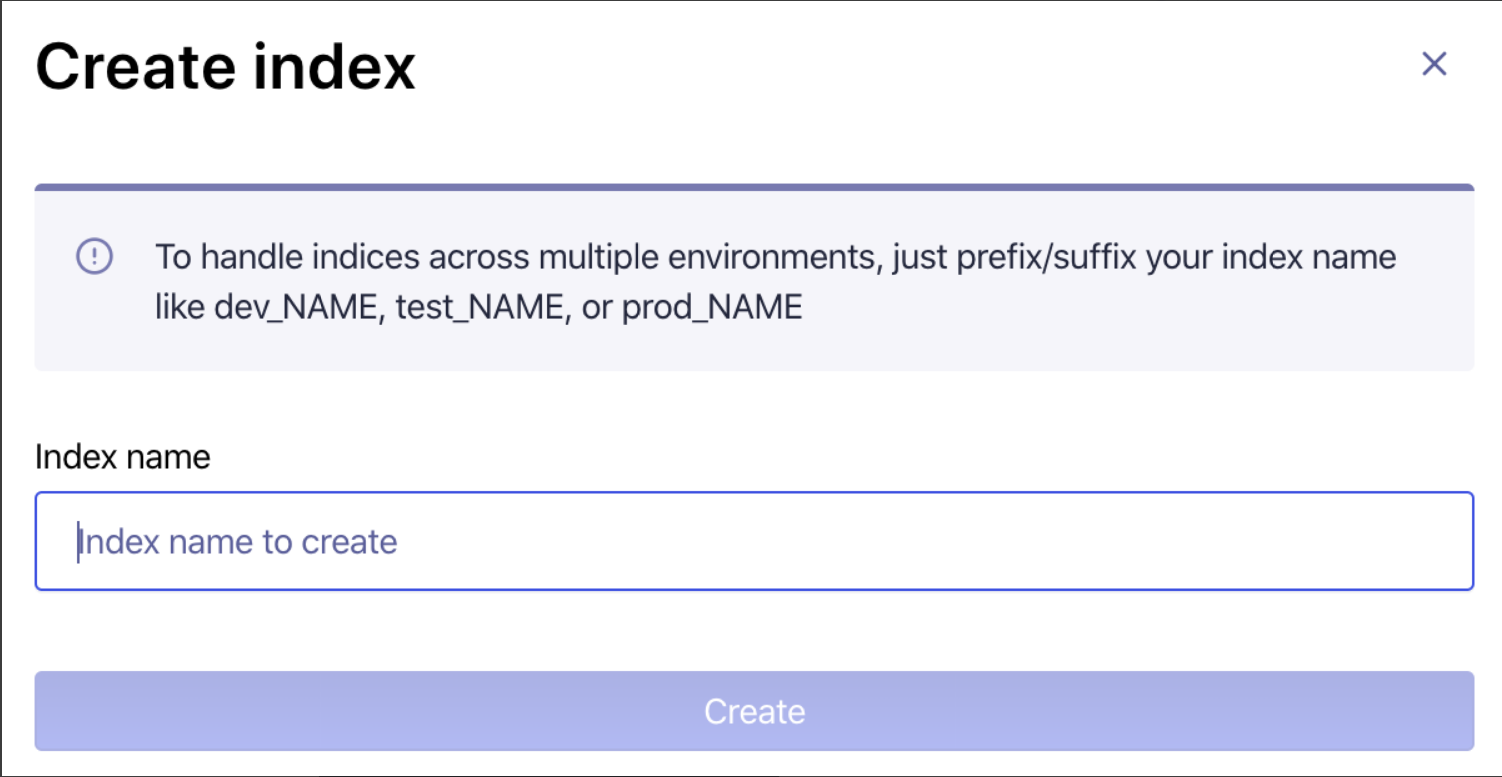 Create index
To handle indices across multiple environments, just prefix/suffix your index name
like dev_NAME, test_NAME, or prod_NAME
Index name
Index name to create
Create